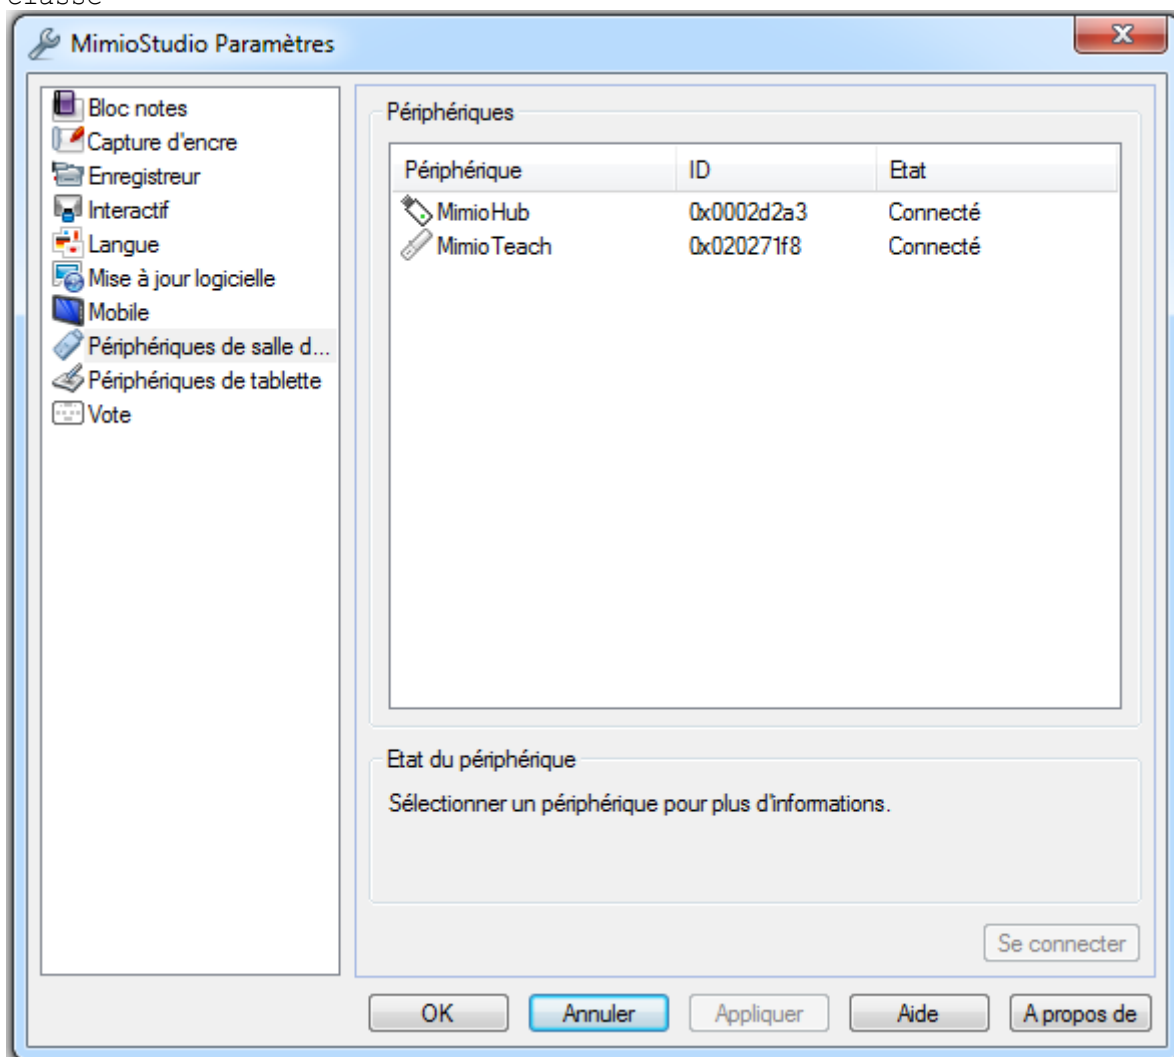 classe
MimioStudio Paramètres
Bloc notes
Capture d'encre
Enregistreur
Interactif
Langue
Mise à jour logicielle
Mobile
Périphériques de salle d...
Périphériques de tablette
Vote
Périphériques
Périphérique ID Etat
MimioHub 0x0002d2a3 Connecté
MimioTeach 0x020271f8 Connecté
Etat du périphérique
Sélectionner un périphérique pour plus d'informations.
Se connecter
OK Annuler Appliquer Aide A propos de